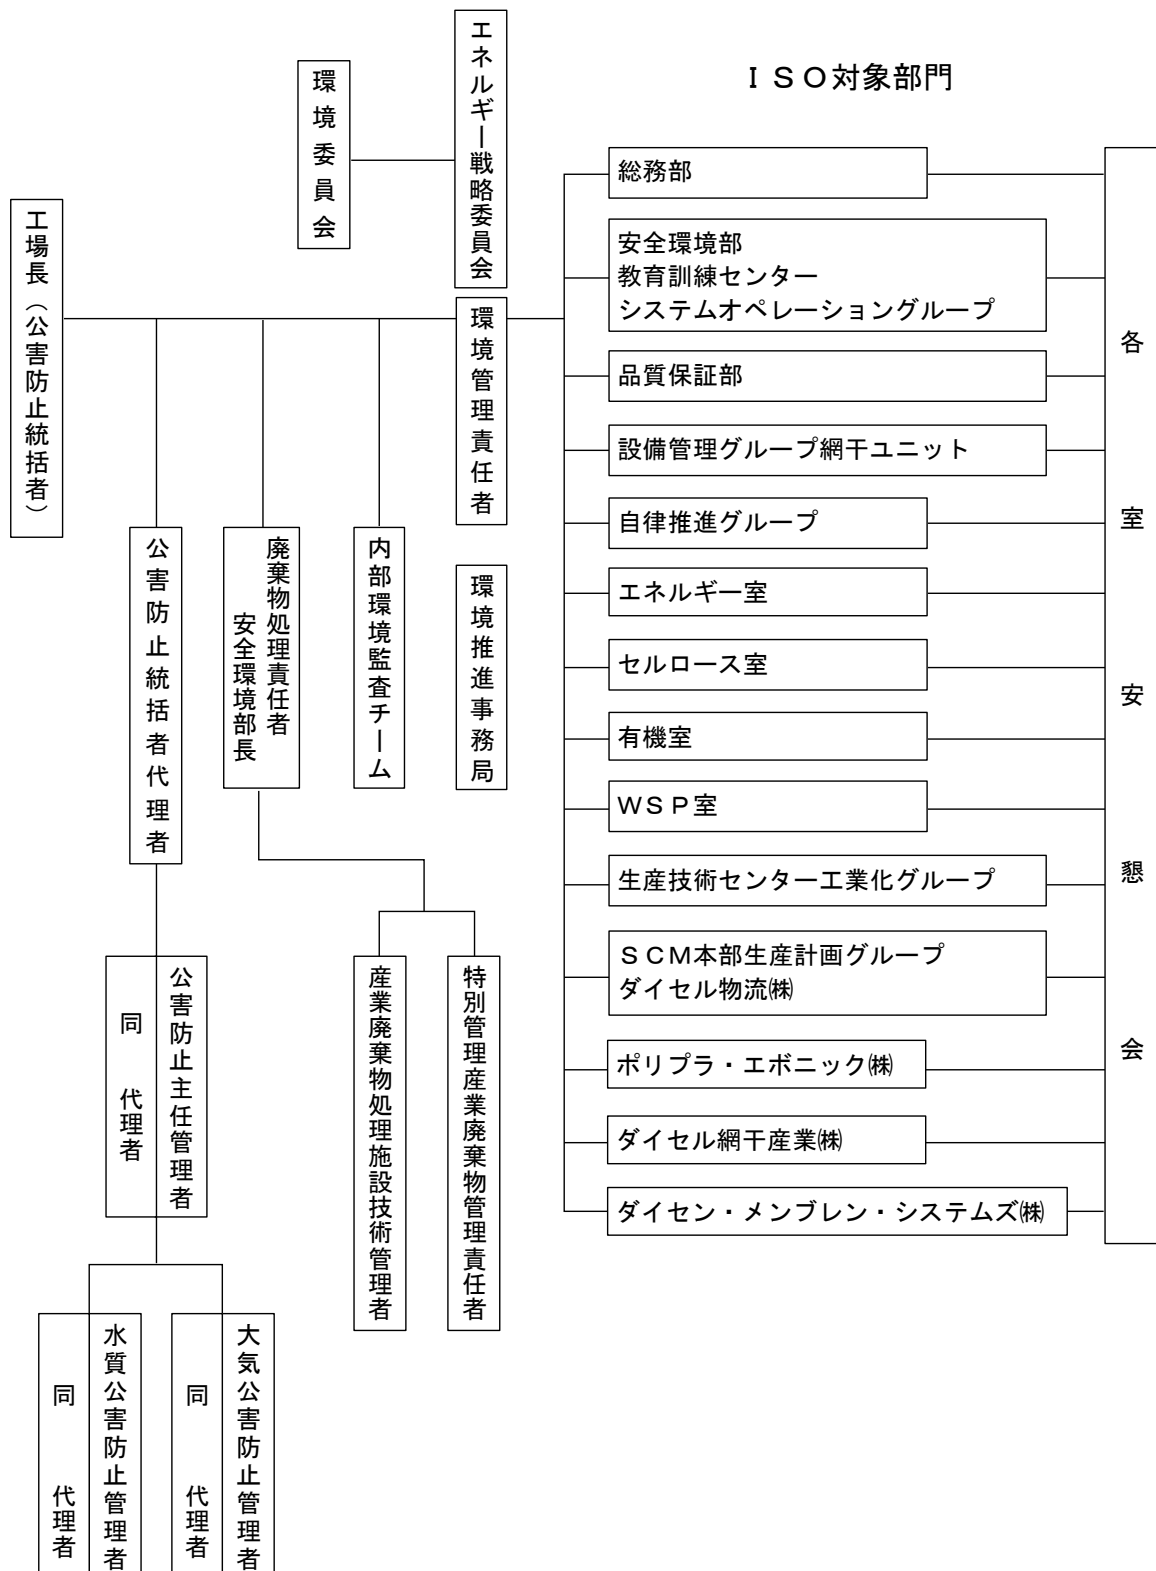 ＩＳＯ対象部門
エネルギー戦略委員会
環境委員会
工場長（公害防止統括者）
環境管理責任者
環境推進事務局
内部環境監査チーム
廃棄物処理責任者
安全環境部長
公害防止統括者代理者
公害防止主任管理者
同　代理者
特別管理産業廃棄物管理責任者
産業廃棄物処理施設技術管理者
大気公害防止管理者
同　代理者
水質公害防止管理者
同　代理者
総務部
安全環境部
教育訓練センター
システムオペレーショングループ
品質保証部
設備管理グループ網干ユニット
自律推進グループ
エネルギー室
セルロース室
有機室
ＷＳＰ室
生産技術センター工業化グループ
ＳＣＭ本部生産計画グループ
ダイセル物流㈱
ポリプラ・エボニック㈱
ダイセル網干産業㈱
ダイセン・メンブレン・システムズ㈱
各室安懇会